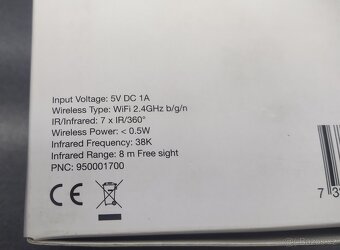 Input Voltage: 5V DC 1A
Wireless Type: WiFi 2.4GHz b/g/n
IR/Infrared: 7 x IR/360°
Wireless Power: < 0.5W
Infrared Frequency: 38K
Infrared Range: 8 m Free sight
PNC: 950001700
CE
7